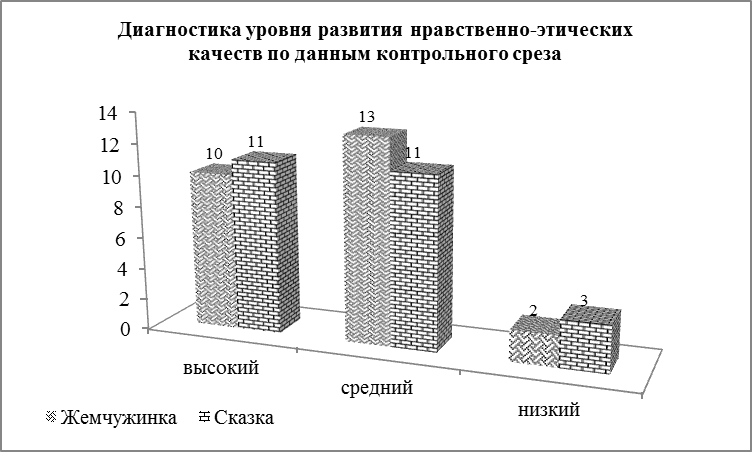 Диагностика уровня развития нравственно-этических
качеств по данным контрольного среза
14
12
10
8
6
4
2
0
10
11
13
11
2
3
высокий
средний
низкий
Жемчужинка Сказка